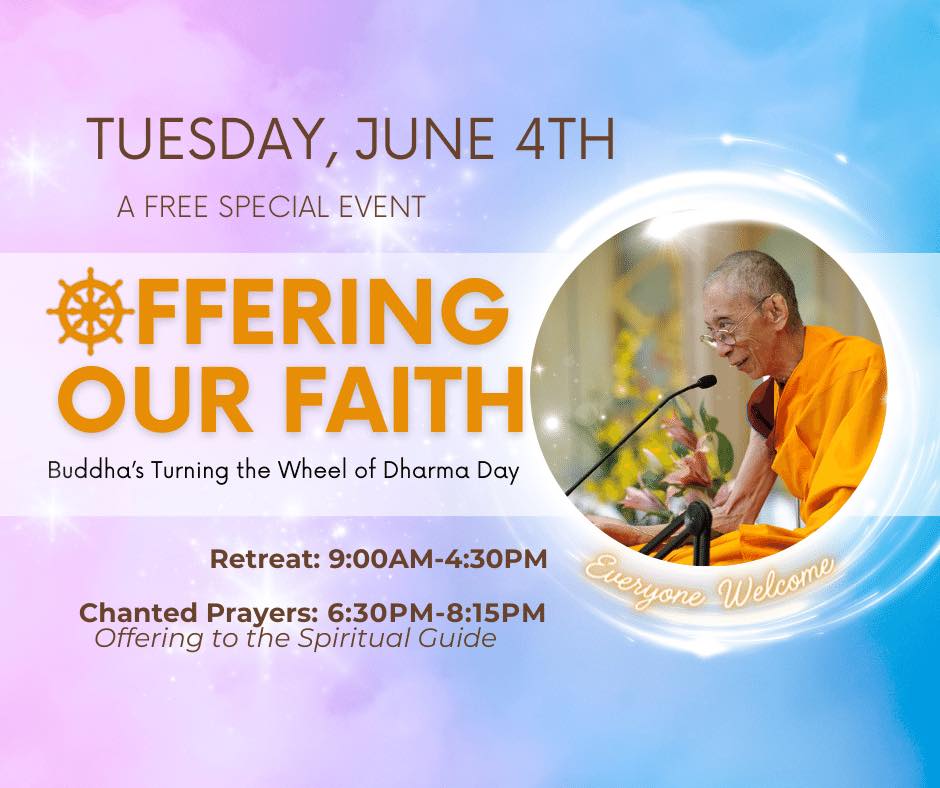 TUESDAY, JUNE 4TH
A FREE SPECIAL EVENT
OFFERING
OUR FAITH
Buddha's Turning the Wheel of Dharma Day
Retreat: 9:00AM-4:30PM
Chanted Prayers: 6:30PM-8:15PM
Offering to the Spiritual Guide
Everyone Welcome